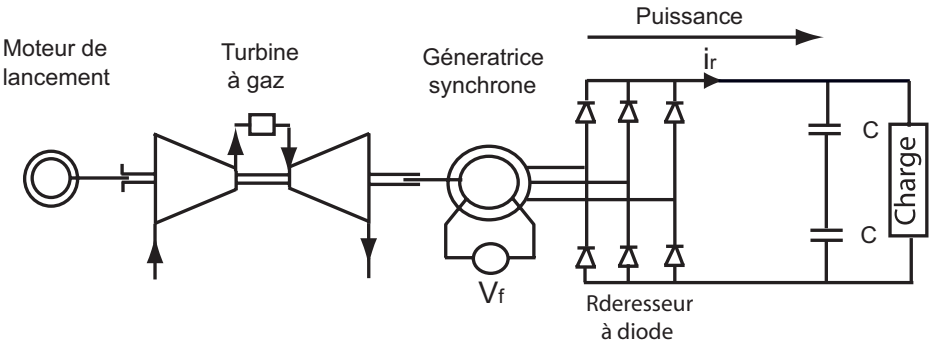 Puissance
Moteur de
lancement
Turbine
à gaz
Géneratrice
synchrone
ir
C
C
Charge
Vf
Rderesseur
à diode